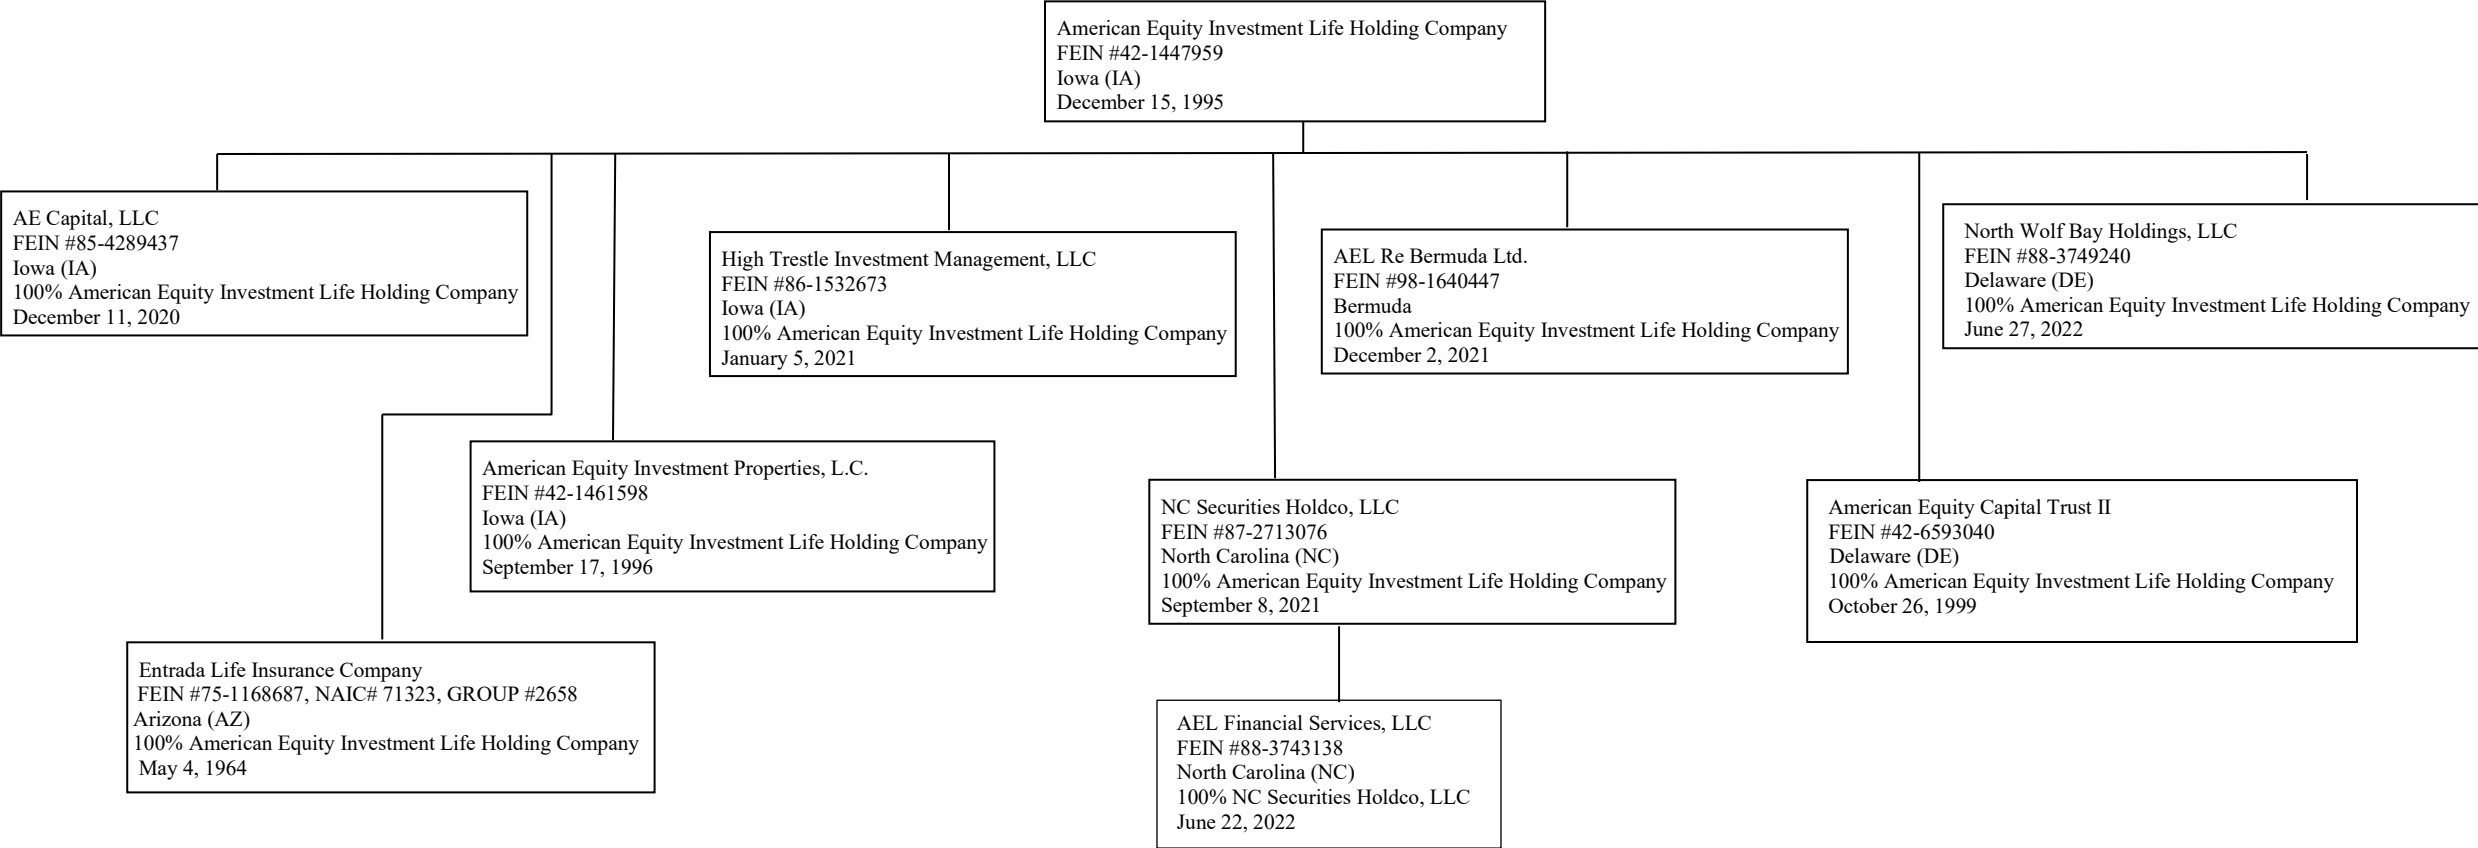 American Equity Investment Life Holding Company
FEIN #42-1447959
Iowa (IA)
December 15, 1995
AE Capital, LLC
FEIN #85-4289437
Iowa (IA)
100% American Equity Investment Life Holding Company
December 11, 2020
High Trestle Investment Management, LLC
FEIN #86-1532673
Iowa (IA)
100% American Equity Investment Life Holding Company
January 5, 2021
AEL Re Bermuda Ltd.
FEIN #98-1640447
Bermuda
100% American Equity Investment Life Holding Company
December 2, 2021
North Wolf Bay Holdings, LLC
FEIN #88-3749240
Delaware (DE)
100% American Equity Investment Life Holding Company
June 27, 2022
American Equity Investment Properties, L.C.
FEIN #42-1461598
Iowa (IA)
100% American Equity Investment Life Holding Company
September 17, 1996
NC Securities Holdco, LLC
FEIN #87-2713076
North Carolina (NC)
100% American Equity Investment Life Holding Company
September 8, 2021
American Equity Capital Trust II
FEIN #42-6593040
Delaware (DE)
100% American Equity Investment Life Holding Company
October 26, 1999
Entrada Life Insurance Company
FEIN #75-1168687, NAIC# 71323, GROUP #2658
Arizona (AZ)
100% American Equity Investment Life Holding Company
May 4, 1964
AEL Financial Services, LLC
FEIN #88-3743138
North Carolina (NC)
100% NC Securities Holdco, LLC
June 22, 2022